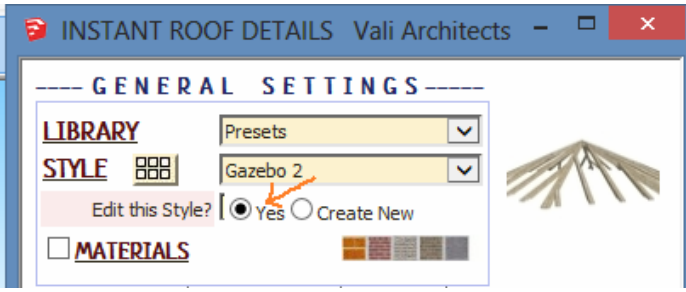 INSTANT ROOF DETAILS Vali Architects
---- GENERAL SETTINGS-----
LIBRARY Presets
STYLE Gazebo 2
Edit this Style? Yes Create New
MATERIALS